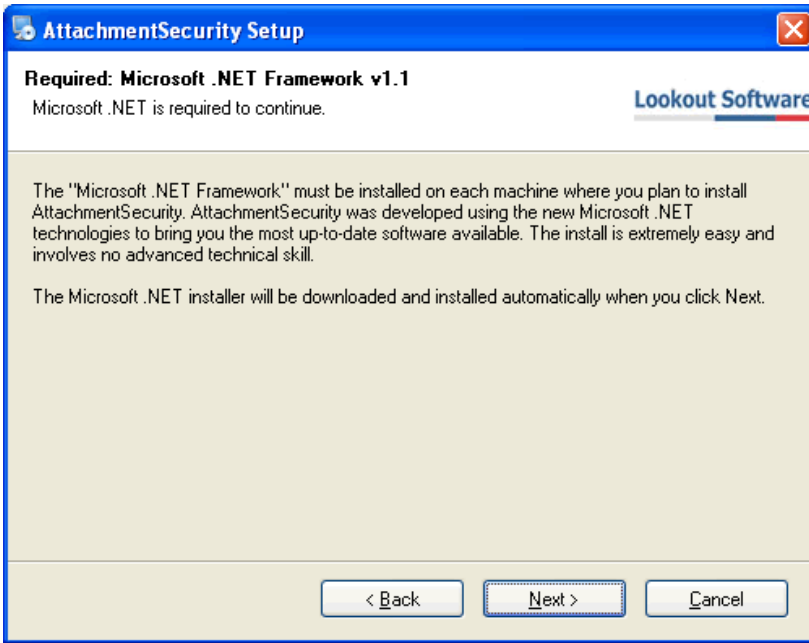 AttachmentSecurity Setup
Required: Microsoft .NET Framework v1.1
Microsoft .NET is required to continue.
Lookout Software
The "Microsoft .NET Framework" must be installed on each machine where you plan to install
AttachmentSecurity. AttachmentSecurity was developed using the new Microsoft .NET
technologies to bring you the most up-to-date software available. The install is extremely easy and
involves no advanced technical skill.
The Microsoft .NET installer will be downloaded and installed automatically when you click Next.
< Back
Next >
Cancel